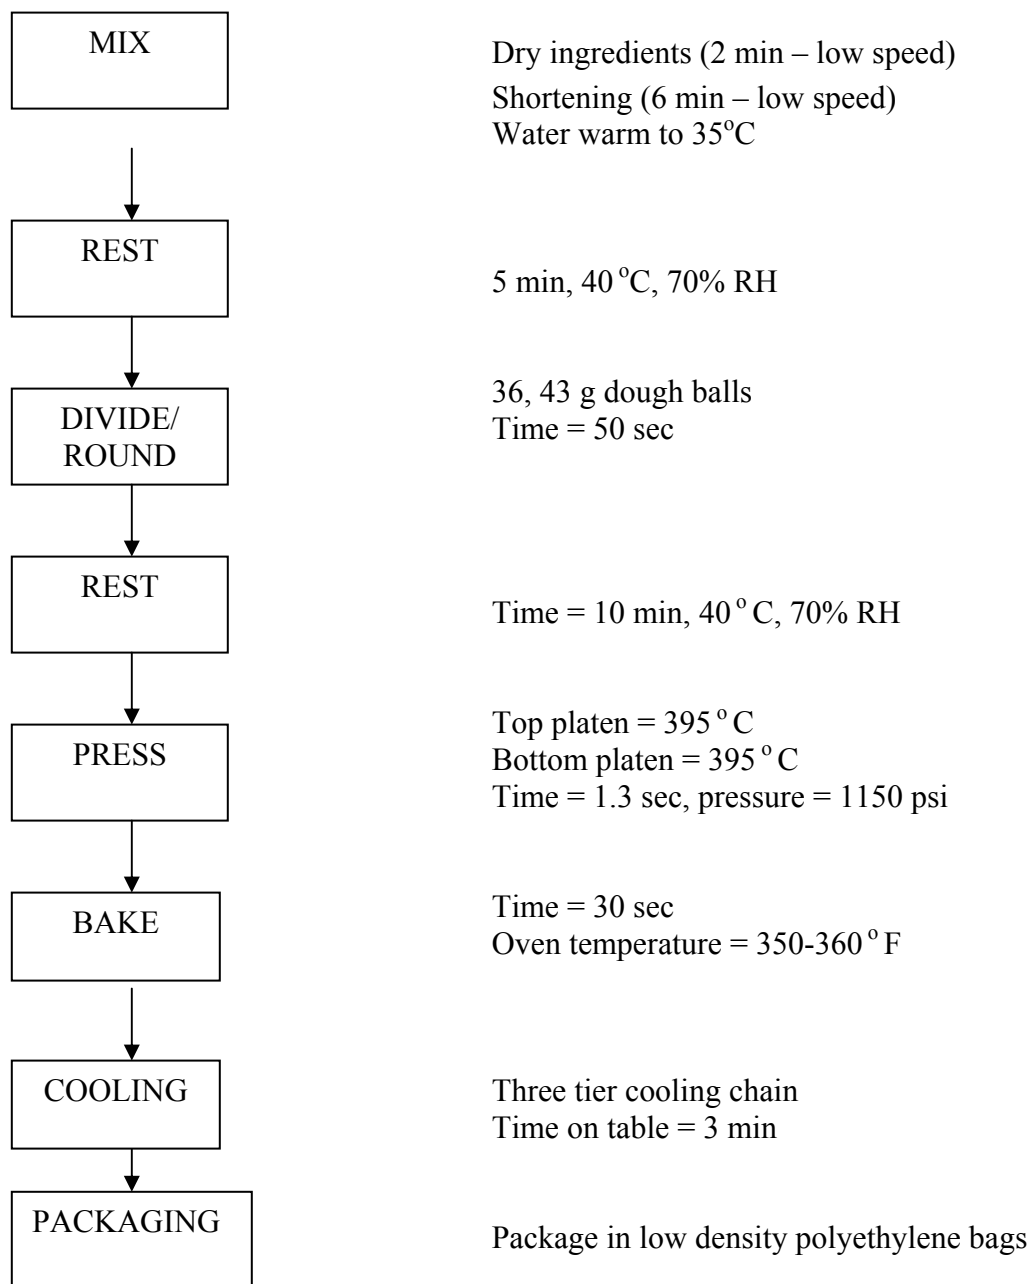 MIX
Dry ingredients (2 min – low speed)
Shortening (6 min – low speed)
Water warm to 35°C
REST
5 min, 40 °C, 70% RH
DIVIDE/
ROUND
36, 43 g dough balls
Time = 50 sec
REST
Time = 10 min, 40 ° C, 70% RH
PRESS
Top platen = 395 ° C
Bottom platen = 395 ° C
Time = 1.3 sec, pressure = 1150 psi
BAKE
Time = 30 sec
Oven temperature = 350-360 ° F
COOLING
Three tier cooling chain
Time on table = 3 min
PACKAGING
Package in low density polyethylene bags